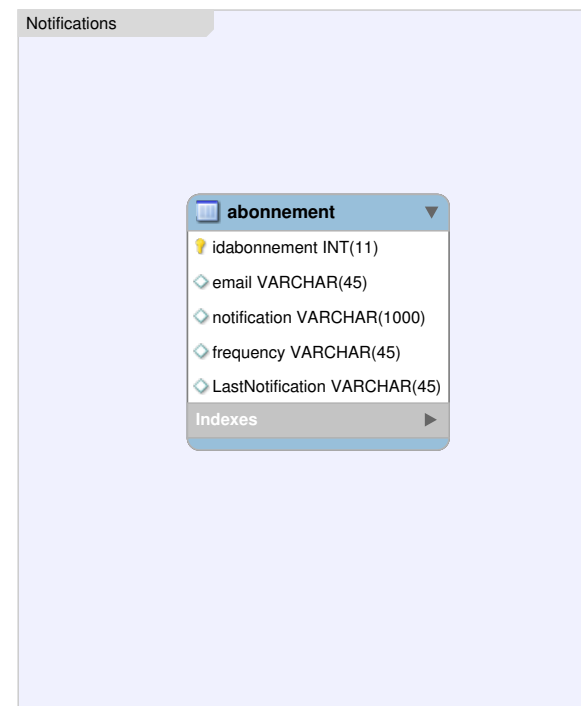 Notifications
abonnement
idabonnement INT(11)
email VARCHAR(45)
notification VARCHAR(1000)
frequency VARCHAR(45)
LastNotification VARCHAR(45)
Indexes